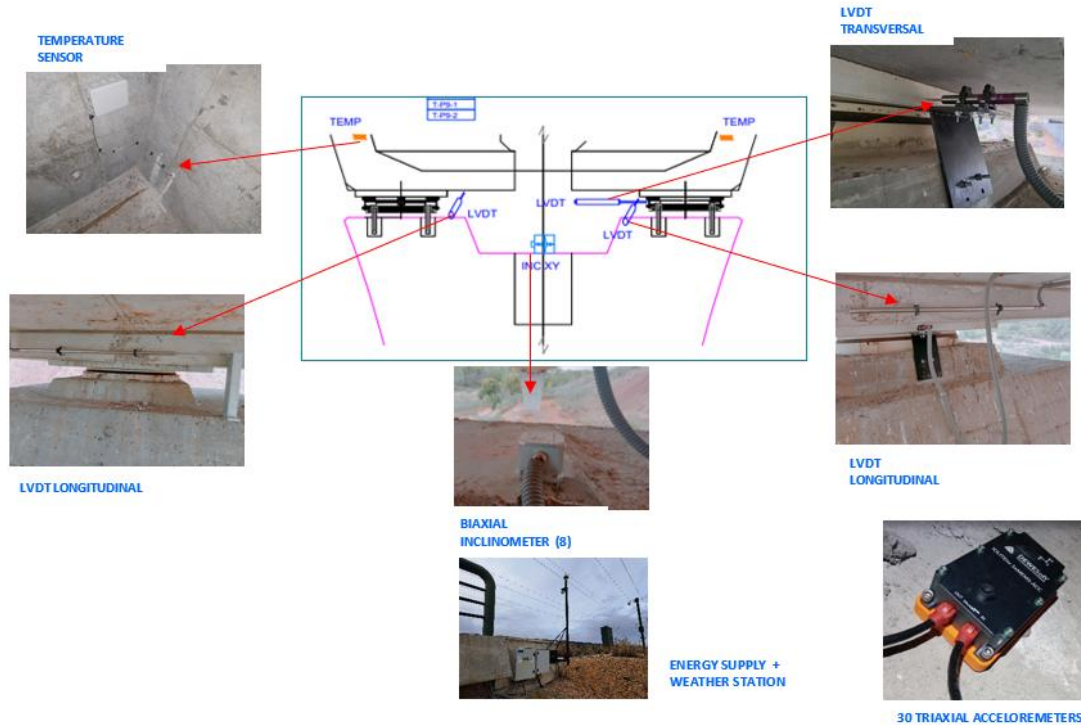 TEMPERATURE
SENSOR
LVDT
TRANSVERSAL
T-P9-1
T-P9-2
TEMP
TEMP
LVDT
LVDT
LVDT
INC XY
LVDT LONGITUDINAL
LVDT
LONGITUDINAL
BIAXIAL
INCLINOMETER (8)
ENERGY SUPPLY +
WEATHER STATION
DEWESoft
30 TRIAXIAL ACCELOREMETERS